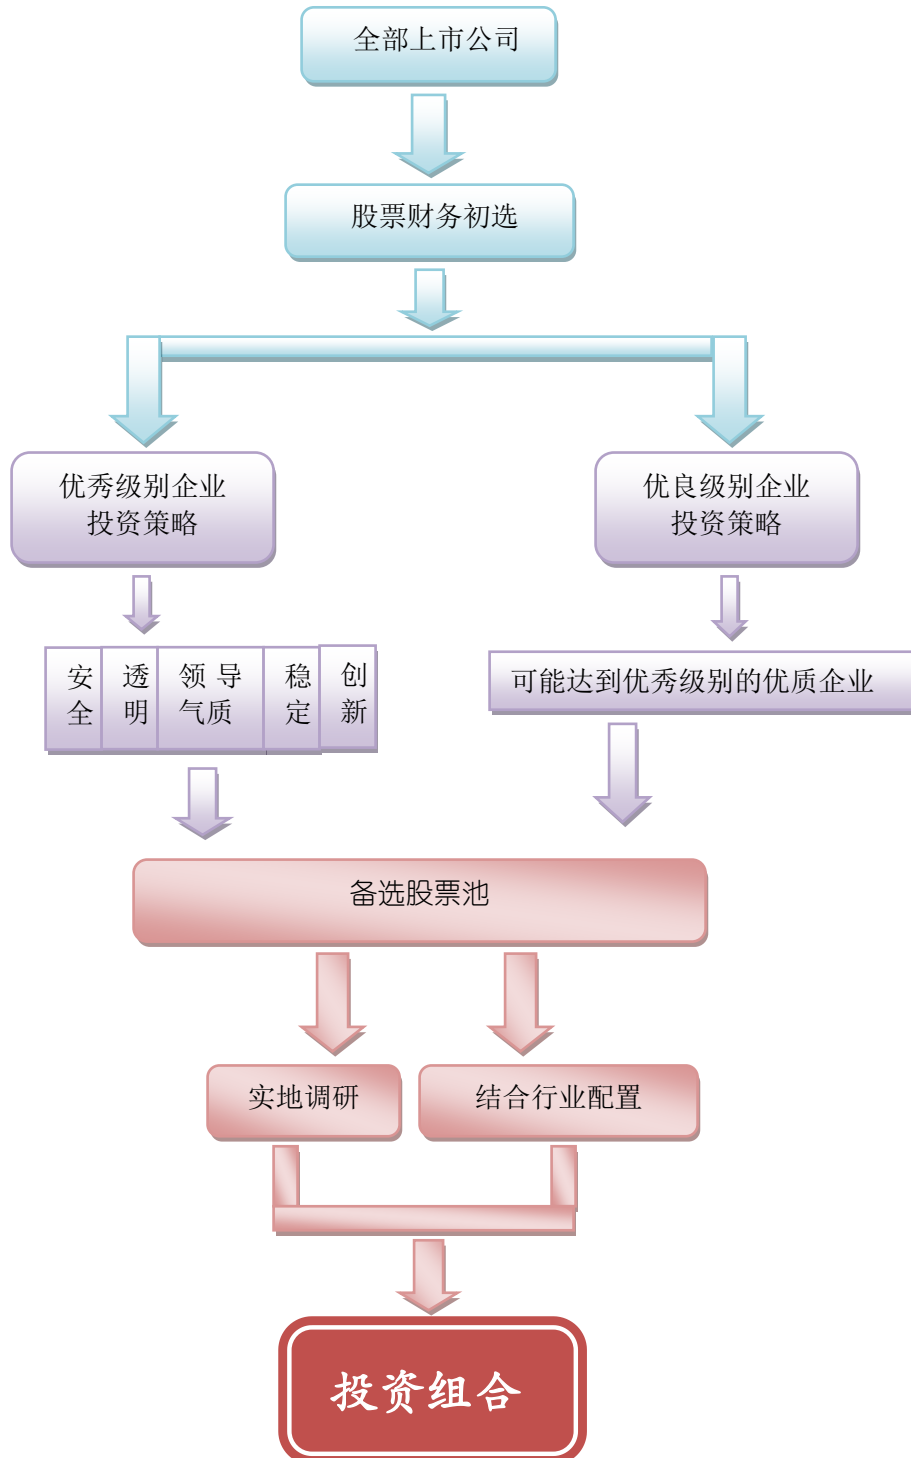 全部上市公司
股票财务初选
优秀级别企业
投资策略
优良级别企业
投资策略
安全
透明
领导
气质
稳定
创新
可能达到优秀级别的优质企业
备选股票池
实地调研
结合行业配置
投资组合